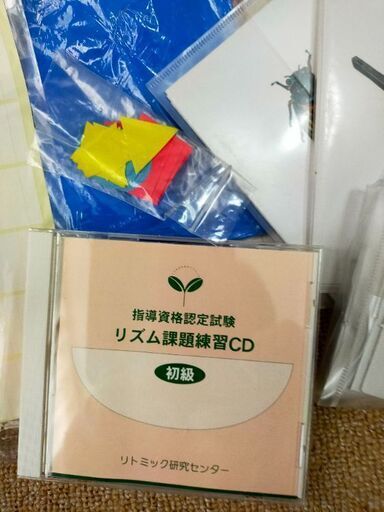 指導資格認定試験
リズム課題練習CD
初級
リトミック研究センター